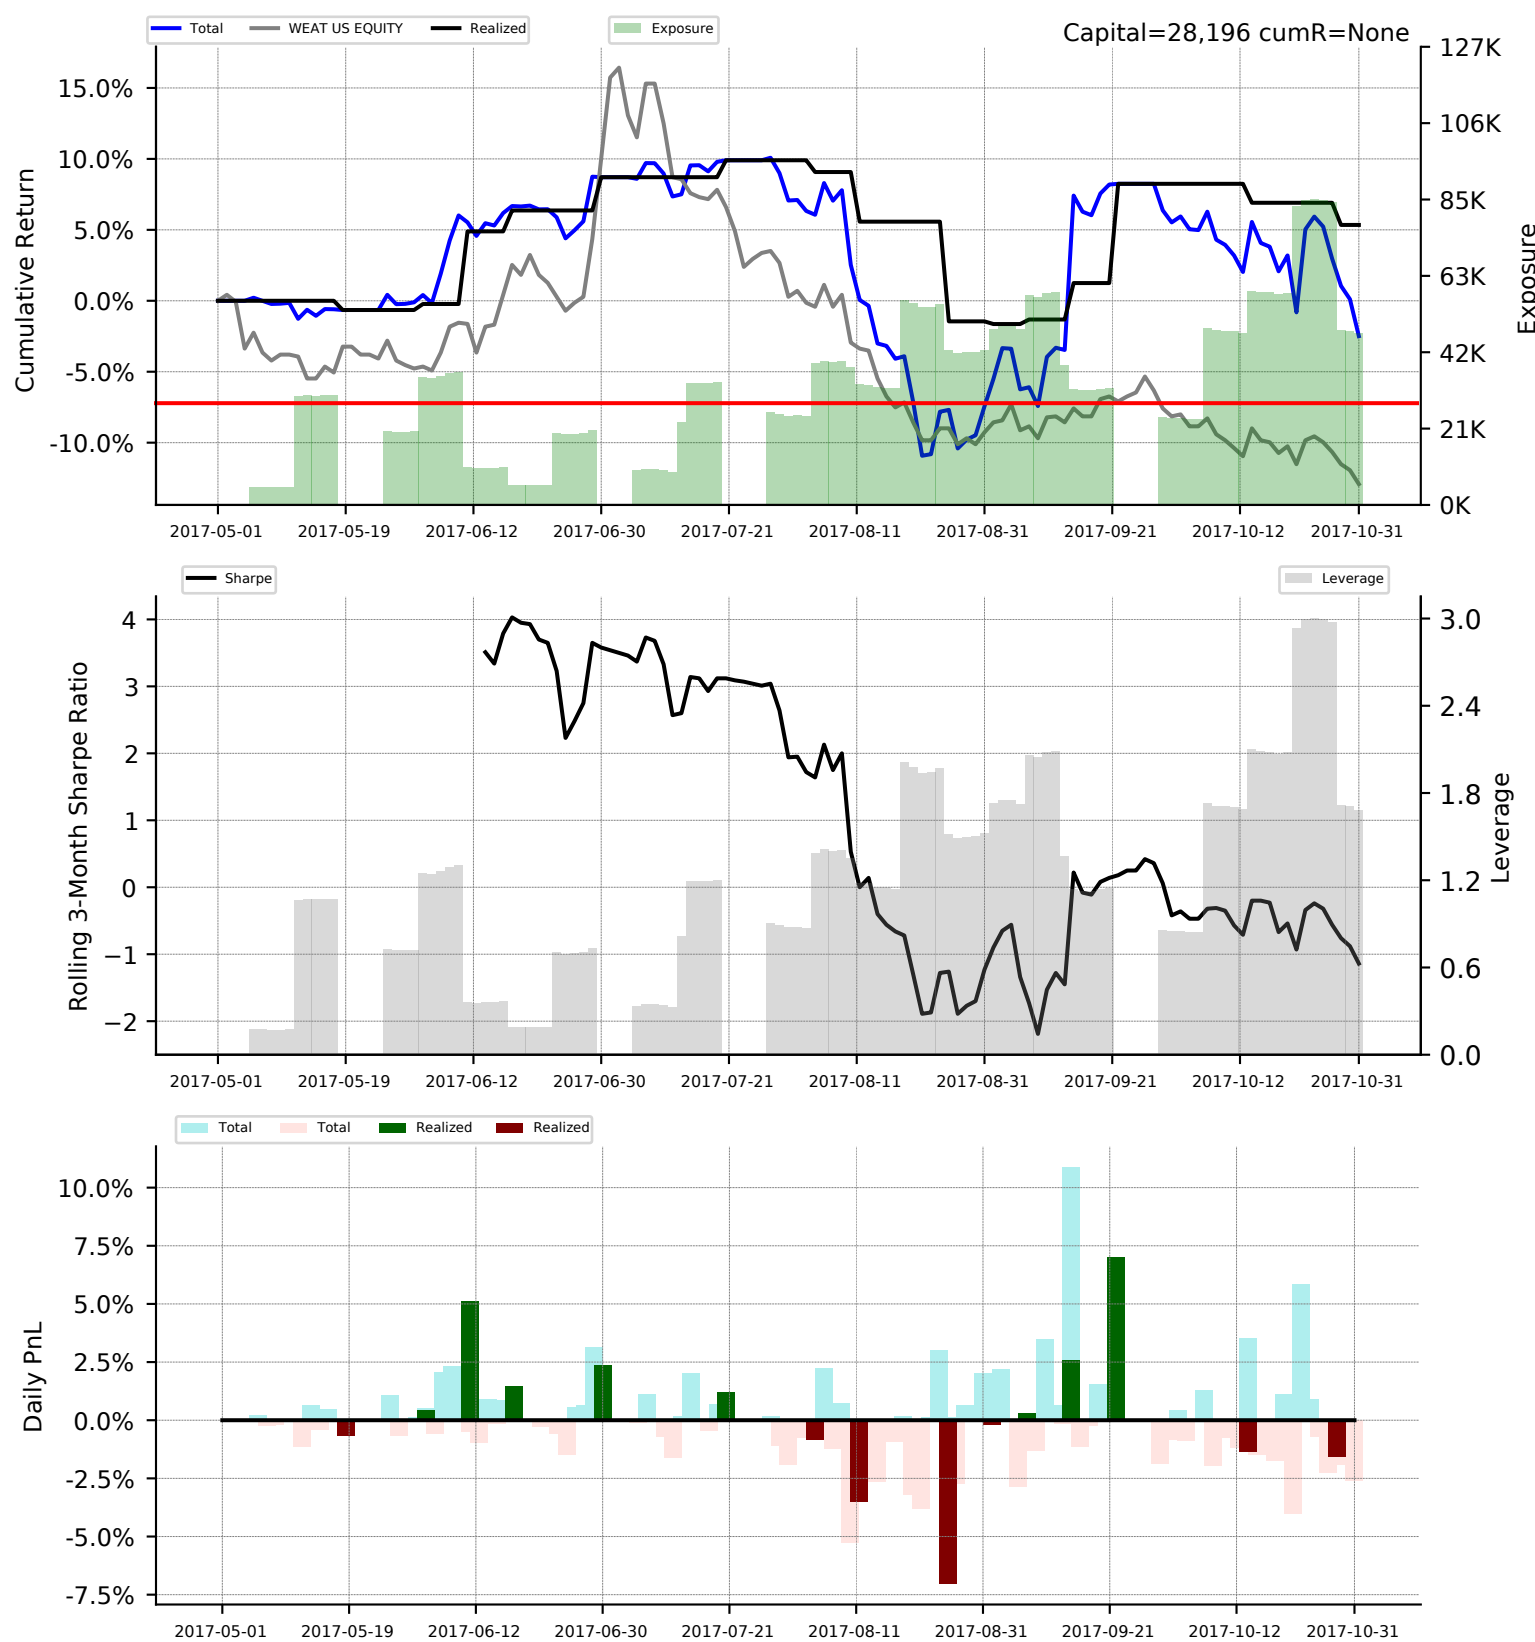 Total WEAT US EQUITY Realized Exposure Capital=28,196 cumR=None
15.0%
10.0%
5.0%
0.0%
-5.0%
-10.0%
Cumulative Return
127K
106K
85K
63K
42K
21K
0K
Exposure
2017-05-01 2017-05-19 2017-06-12 2017-06-30 2017-07-21 2017-08-11 2017-08-31 2017-09-21 2017-10-12 2017-10-31
Sharpe Leverage
4
3
2
1
0
−1
−2
Rolling 3-Month Sharpe Ratio
3.0
2.4
1.8
1.2
0.6
0.0
Leverage
2017-05-01 2017-05-19 2017-06-12 2017-06-30 2017-07-21 2017-08-11 2017-08-31 2017-09-21 2017-10-12 2017-10-31
Total Total Realized Realized
10.0%
7.5%
5.0%
2.5%
0.0%
-2.5%
-5.0%
-7.5%
Daily PnL
2017-05-01 2017-05-19 2017-06-12 2017-06-30 2017-07-21 2017-08-11 2017-08-31 2017-09-21 2017-10-12 2017-10-31